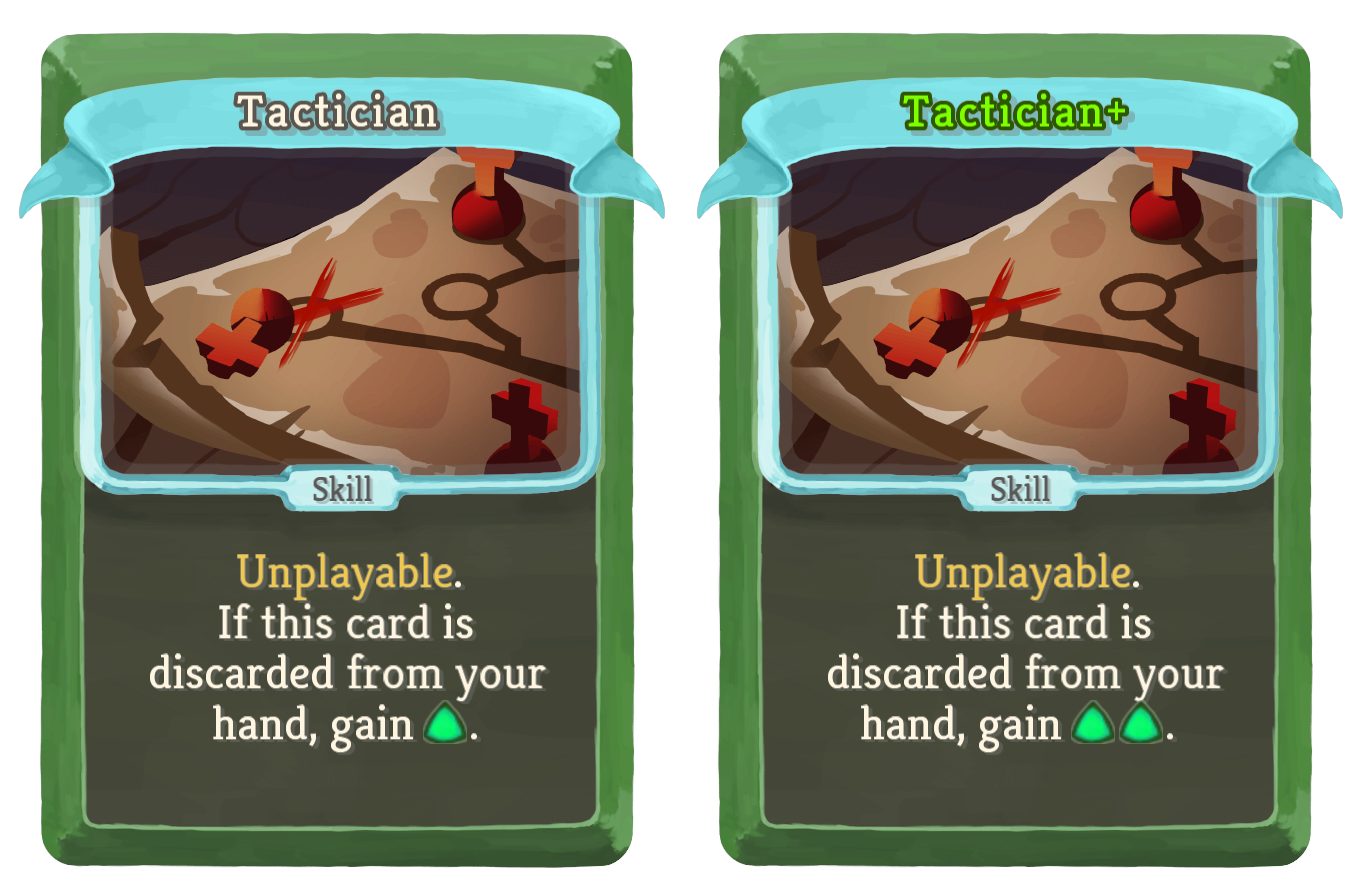 Tactician
Skill
Unplayable.
If this card is
discarded from your
hand, gain .
Tactician+
Skill
Unplayable.
If this card is
discarded from your
hand, gain .